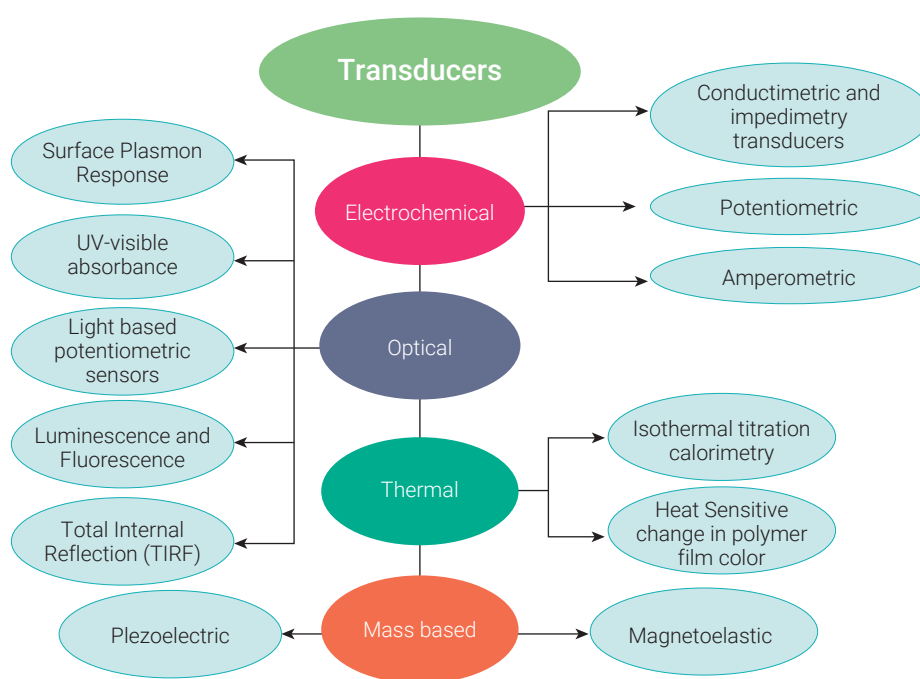 Transducers
Conductimetric and
impedimetry
transducers
Surface Plasmon
Response
Electrochemical
Potentiometric
UV-visible
absorbance
Amperometric
Light based
potentiometric
sensors
Optical
Luminescence and
Fluorescence
Isothermal titration
calorimetry
Thermal
Heat Sensitive
change in polymer
film color
Total Internal
Reflection (TIRF)
Plezoelectric
Mass based
Magnetoelastic